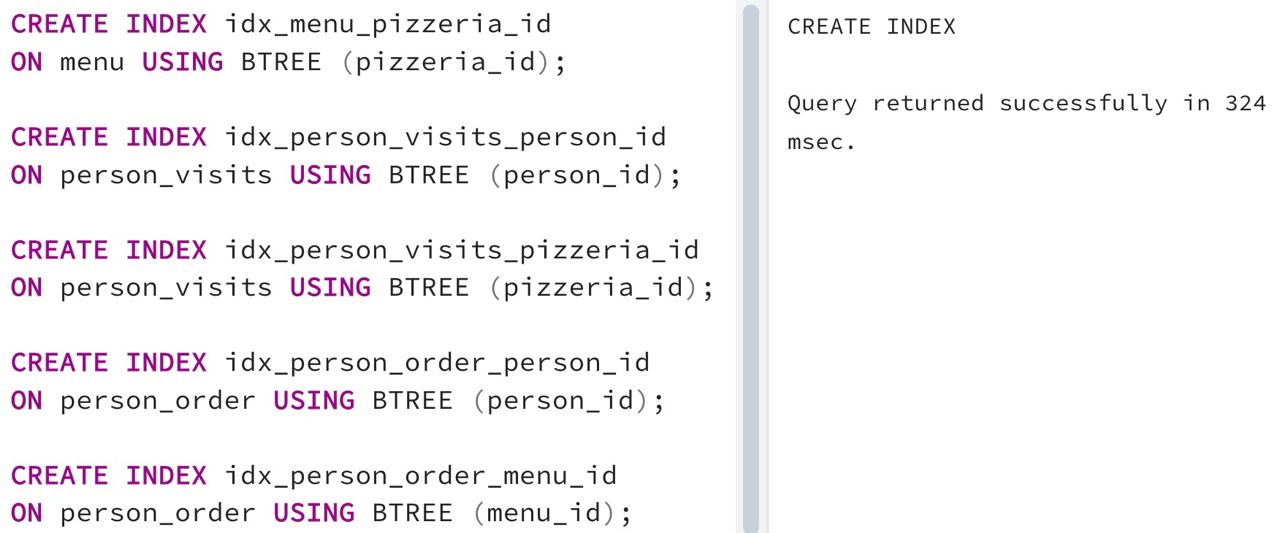 CREATE INDEX idx_menu_pizzeria_id
ON menu USING BTREE (pizzeria_id);
CREATE INDEX idx_person_visits_person_id
ON person_visits USING BTREE (person_id);
CREATE INDEX idx_person_visits_pizzeria_id
ON person_visits USING BTREE (pizzeria_id);
CREATE INDEX idx_person_order_person_id
ON person_order USING BTREE (person_id);
CREATE INDEX idx_person_order_menu_id
ON person_order USING BTREE (menu_id);
CREATE INDEX
Query returned successfully in 324
msec.